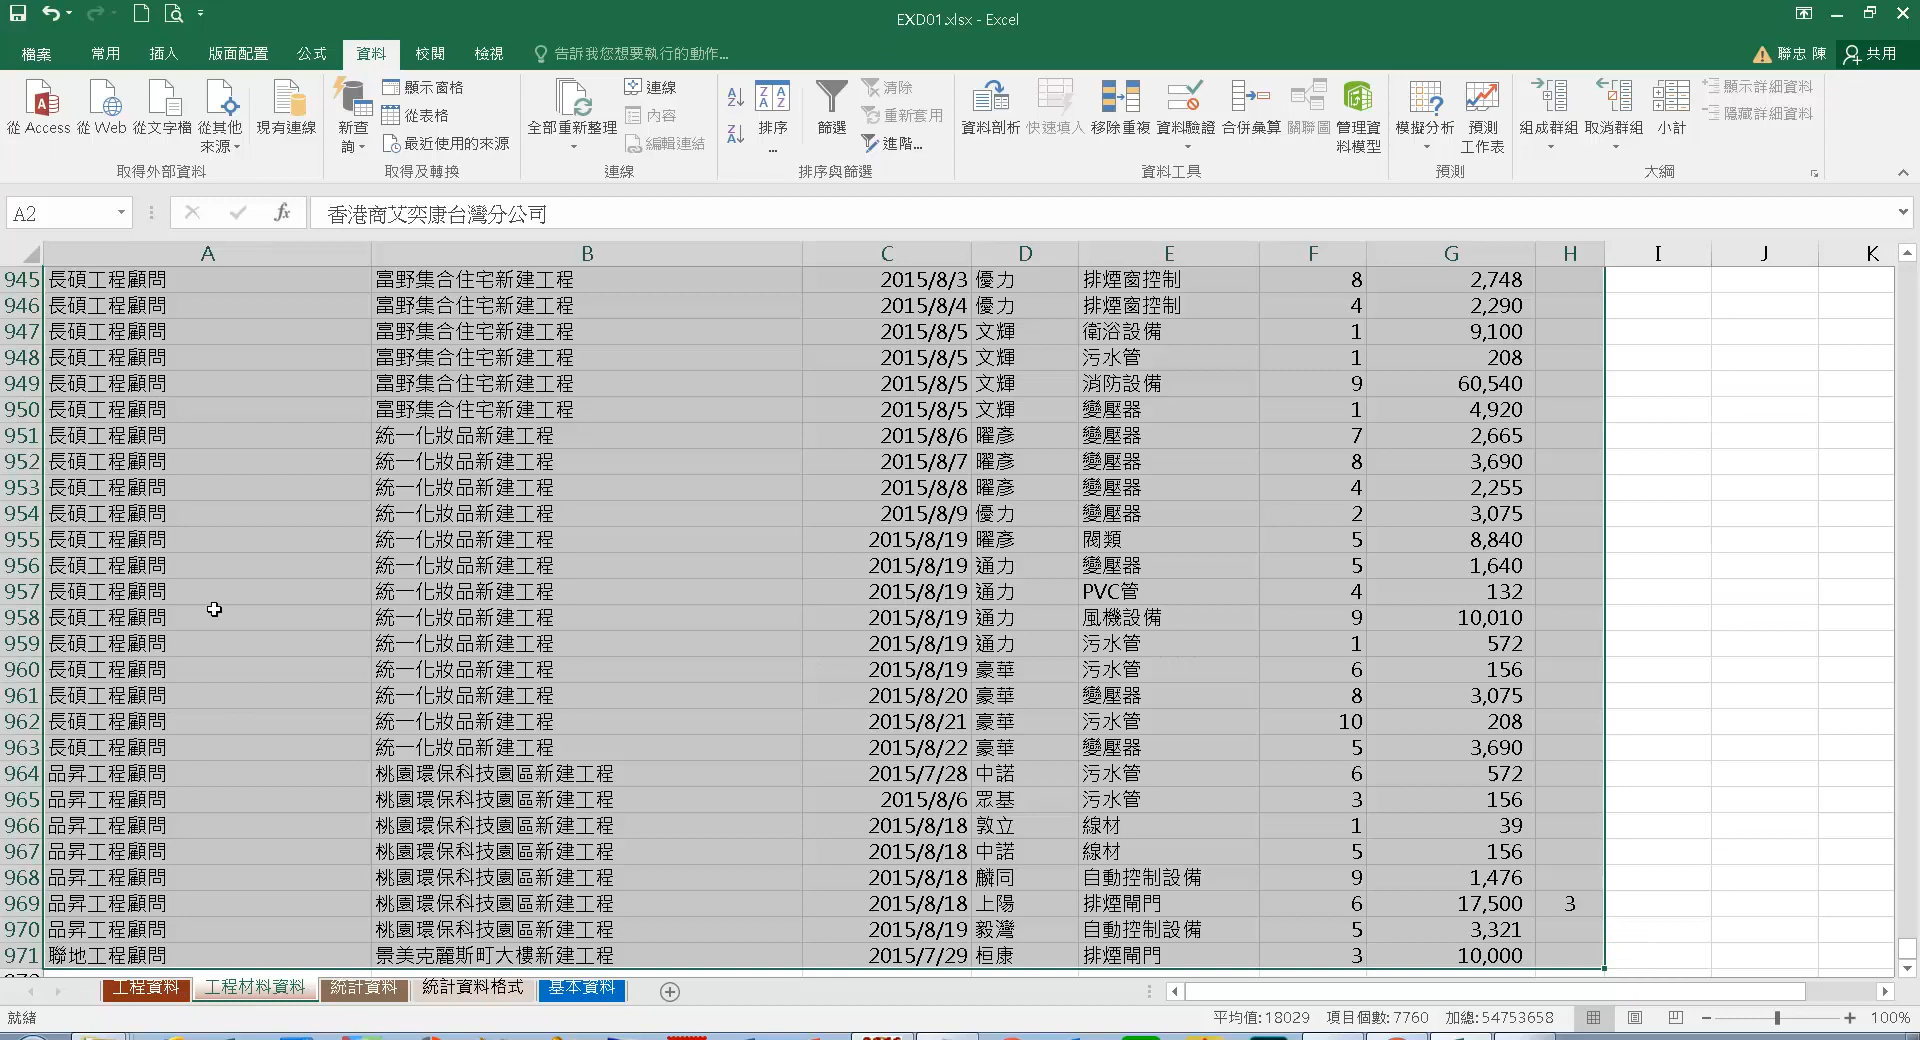 EXD01.xlsx - Excel
檔案 常用 插入 版面配置 公式 資料 校閱 檢視 告訴我您想要執行的動作... 聯忠 陳 共用
從 Access 從 Web 從文字檔 從其他來源 現有連線 新查詢 顯示窗格 從表格 最近使用的來源 全部重新整理 連線 內容 編輯連結 排序... 篩選 清除 重新套用 進階... 資料剖析 快速填入 移除重複 資料驗證 合併彙算 關聯圖 管理資料模型 模擬分析 預測工作表 組成群組 取消群組 小計 顯示詳細資料 隱藏詳細資料
取得外部資料 取得及轉換 連線 排序與篩選 資料工具 預測 大綱
A2 fx 香港商艾奕康台灣分公司
A B C D E F G H I J K
945 長碩工程顧問 富野集合住宅新建工程 2015/8/3 優力 排煙窗控制 8 2,748
946 長碩工程顧問 富野集合住宅新建工程 2015/8/4 優力 排煙窗控制 4 2,290
947 長碩工程顧問 富野集合住宅新建工程 2015/8/5 文輝 衛浴設備 1 9,100
948 長碩工程顧問 富野集合住宅新建工程 2015/8/5 文輝 污水管 1 208
949 長碩工程顧問 富野集合住宅新建工程 2015/8/5 文輝 消防設備 9 60,540
950 長碩工程顧問 富野集合住宅新建工程 2015/8/5 文輝 變壓器 1 4,920
951 長碩工程顧問 統一化妝品新建工程 2015/8/6 曜彥 變壓器 7 2,665
952 長碩工程顧問 統一化妝品新建工程 2015/8/7 曜彥 變壓器 8 3,690
953 長碩工程顧問 統一化妝品新建工程 2015/8/8 曜彥 變壓器 4 2,255
954 長碩工程顧問 統一化妝品新建工程 2015/8/9 優力 變壓器 2 3,075
955 長碩工程顧問 統一化妝品新建工程 2015/8/19 曜彥 閥類 5 8,840
956 長碩工程顧問 統一化妝品新建工程 2015/8/19 通力 變壓器 5 1,640
957 長碩工程顧問 統一化妝品新建工程 2015/8/19 通力 PVC管 4 132
958 長碩工程顧問 統一化妝品新建工程 2015/8/19 通力 風機設備 9 10,010
959 長碩工程顧問 統一化妝品新建工程 2015/8/19 通力 污水管 1 572
960 長碩工程顧問 統一化妝品新建工程 2015/8/19 豪華 污水管 6 156
961 長碩工程顧問 統一化妝品新建工程 2015/8/20 豪華 變壓器 8 3,075
962 長碩工程顧問 統一化妝品新建工程 2015/8/21 豪華 污水管 10 208
963 長碩工程顧問 統一化妝品新建工程 2015/8/22 豪華 變壓器 5 3,690
964 品昇工程顧問 桃園環保科技園區新建工程 2015/7/28 中諾 污水管 6 572
965 品昇工程顧問 桃園環保科技園區新建工程 2015/8/6 眾基 污水管 3 156
966 品昇工程顧問 桃園環保科技園區新建工程 2015/8/18 敦立 線材 1 39
967 品昇工程顧問 桃園環保科技園區新建工程 2015/8/18 中諾 線材 5 156
968 品昇工程顧問 桃園環保科技園區新建工程 2015/8/18 麟同 自動控制設備 9 1,476
969 品昇工程顧問 桃園環保科技園區新建工程 2015/8/18 上陽 排煙閘門 6 17,500 3
970 品昇工程顧問 桃園環保科技園區新建工程 2015/8/19 毅灣 自動控制設備 5 3,321
971 聯地工程顧問 景美克麗斯町大樓新建工程 2015/7/29 桓康 排煙閘門 3 10,000
工程資料 工程材料資料 統計資料 統計資料格式 基本資料
就緒 平均值: 18029 項目個數: 7760 加總: 54753658 100%